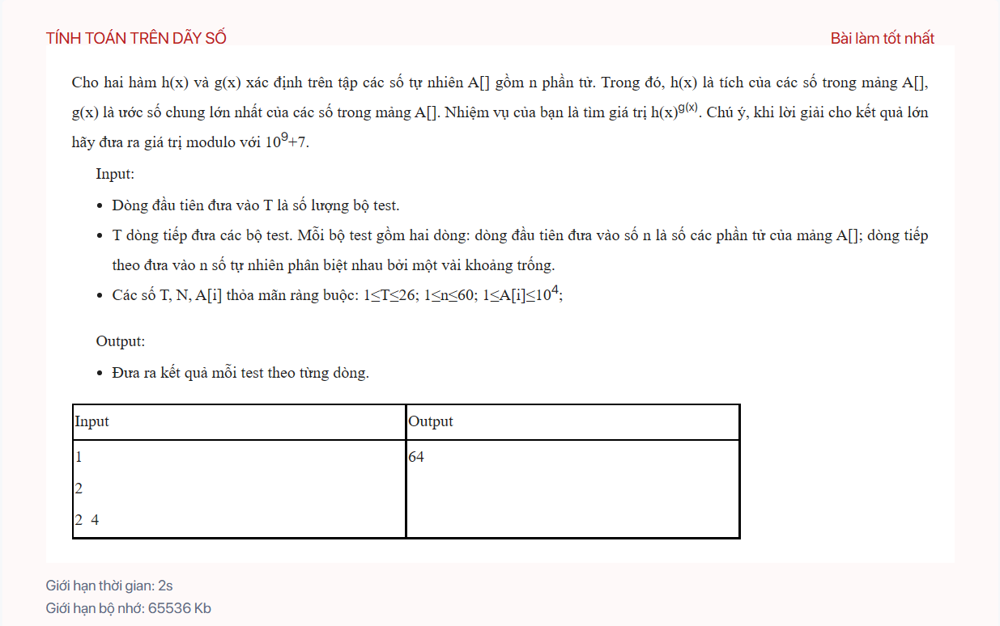 TÍNH TOÁN TRÊN DÃY SỐ
Bài làm tốt nhất
Cho hai hàm h(x) và g(x) xác định trên tập các số tự nhiên A[] gồm n phần tử. Trong đó, h(x) là tích của các số trong mảng A[],
g(x) là ước số chung lớn nhất của các số trong mảng A[]. Nhiệm vụ của bạn là tìm giá trị h(x)^g(x). Chú ý, khi lời giải cho kết quả lớn
hãy đưa ra giá trị modulo với 10^9+7.
Input:
• Dòng đầu tiên đưa vào T là số lượng bộ test.
• T dòng tiếp đưa các bộ test. Mỗi bộ test gồm hai dòng: dòng đầu tiên đưa vào số n là số các phần tử của mảng A[]; dòng tiếp
theo đưa vào n số tự nhiên phân biệt nhau bởi một vài khoảng trống.
• Các số T, N, A[i] thỏa mãn ràng buộc: 1≤T≤26; 1≤n≤60; 1≤A[i]≤10^4;
Output:
• Đưa ra kết quả mỗi test theo từng dòng.
Input Output
1 64
2
2 4
Giới hạn thời gian: 2s
Giới hạn bộ nhớ: 65536 Kb